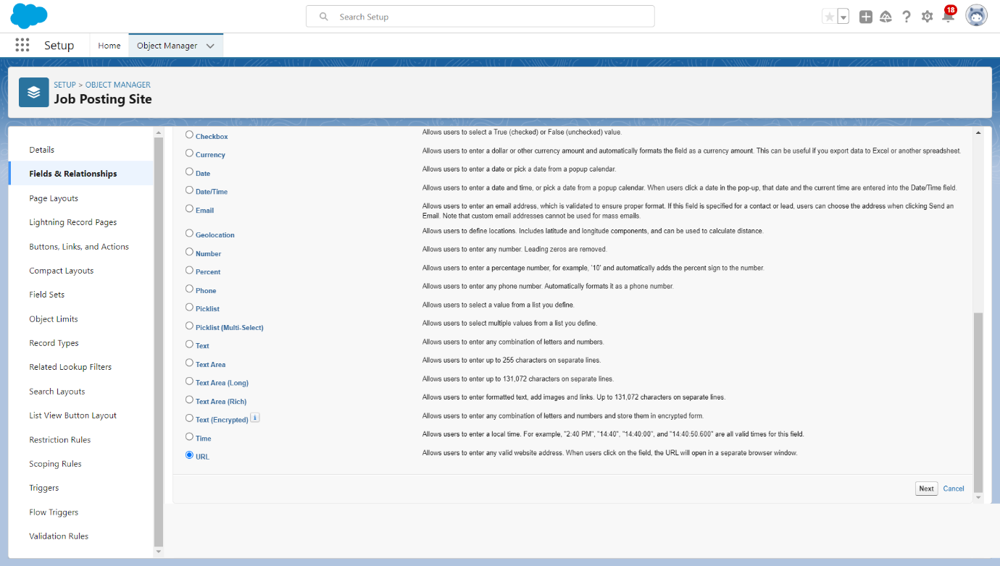 Search Setup
18
Setup
Home
Object Manager
SETUP > OBJECT MANAGER
Job Posting Site
Details
Fields & Relationships
Page Layouts
Lightning Record Pages
Buttons, Links, and Actions
Compact Layouts
Field Sets
Object Limits
Record Types
Related Lookup Filters
Search Layouts
List View Button Layout
Restriction Rules
Scoping Rules
Triggers
Flow Triggers
Validation Rules
Checkbox Allows users to select a True (checked) or False (unchecked) value.
Currency Allows users to enter a dollar or other currency amount and automatically formats the field as a currency amount. This can be useful if you export data to Excel or another spreadsheet.
Date Allows users to enter a date or pick a date from a popup calendar.
Date/Time Allows users to enter a date and time, or pick a date from a popup calendar. When users click a date in the pop-up, that date and the current time are entered into the Date/Time field.
Email Allows users to enter an email address, which is validated to ensure proper format. If this field is specified for a contact or lead, users can choose the address when clicking Send an
Email. Note that custom email addresses cannot be used for mass emails.
Geolocation Allows users to define locations. Includes latitude and longitude components, and can be used to calculate distance.
Number Allows users to enter any number. Leading zeros are removed.
Percent Allows users to enter a percentage number, for example, '10' and automatically adds the percent sign to the number.
Phone Allows users to enter any phone number. Automatically formats it as a phone number.
Picklist Allows users to select a value from a list you define.
Picklist (Multi-Select) Allows users to select multiple values from a list you define.
Text Allows users to enter any combination of letters and numbers.
Text Area Allows users to enter up to 255 characters on separate lines.
Text Area (Long) Allows users to enter up to 131,072 characters on separate lines.
Text Area (Rich) Allows users to enter formatted text, add images and links. Up to 131,072 characters on separate lines.
Text (Encrypted) i Allows users to enter any combination of letters and numbers and store them in encrypted form.
Time Allows users to enter a local time. For example, "2:40 PM", "14:40", "14:40:00", and "14:40:50.600" are all valid times for this field.
URL Allows users to enter any valid website address. When users click on the field, the URL will open in a separate browser window.
Next Cancel